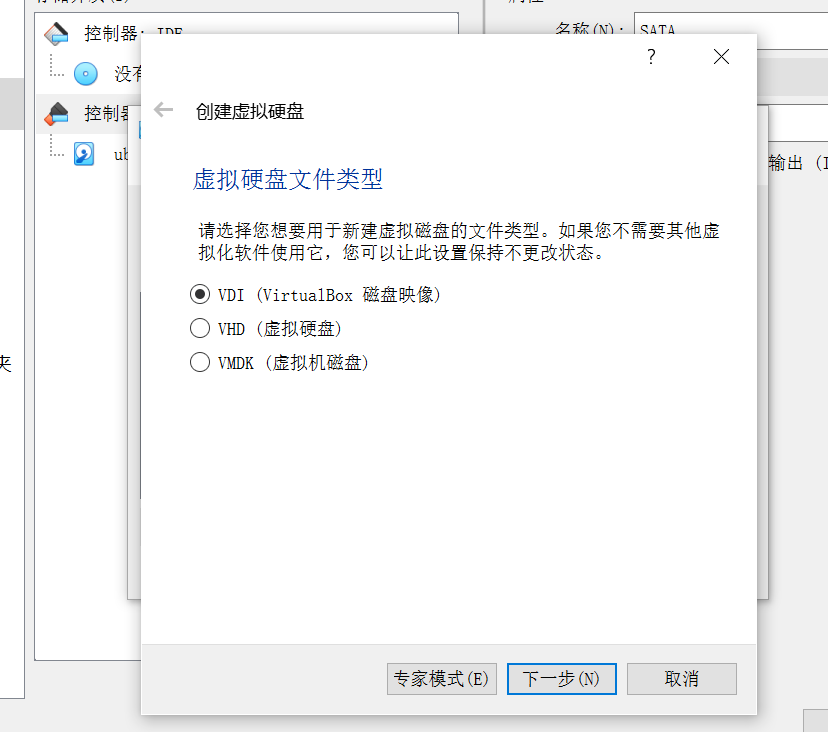 控制器: IDE
名称(N): SATA
没有
控制器
创建虚拟硬盘
ub
输出 (I
虚拟硬盘文件类型
请选择您想要用于新建虚拟磁盘的文件类型。如果您不需要其他虚
拟化软件使用它，您可以让此设置保持不更改状态。
VDI (VirtualBox 磁盘映像)
VHD (虚拟硬盘)
VMDK (虚拟机磁盘)
夹
专家模式(E) 下一步(N) 取消